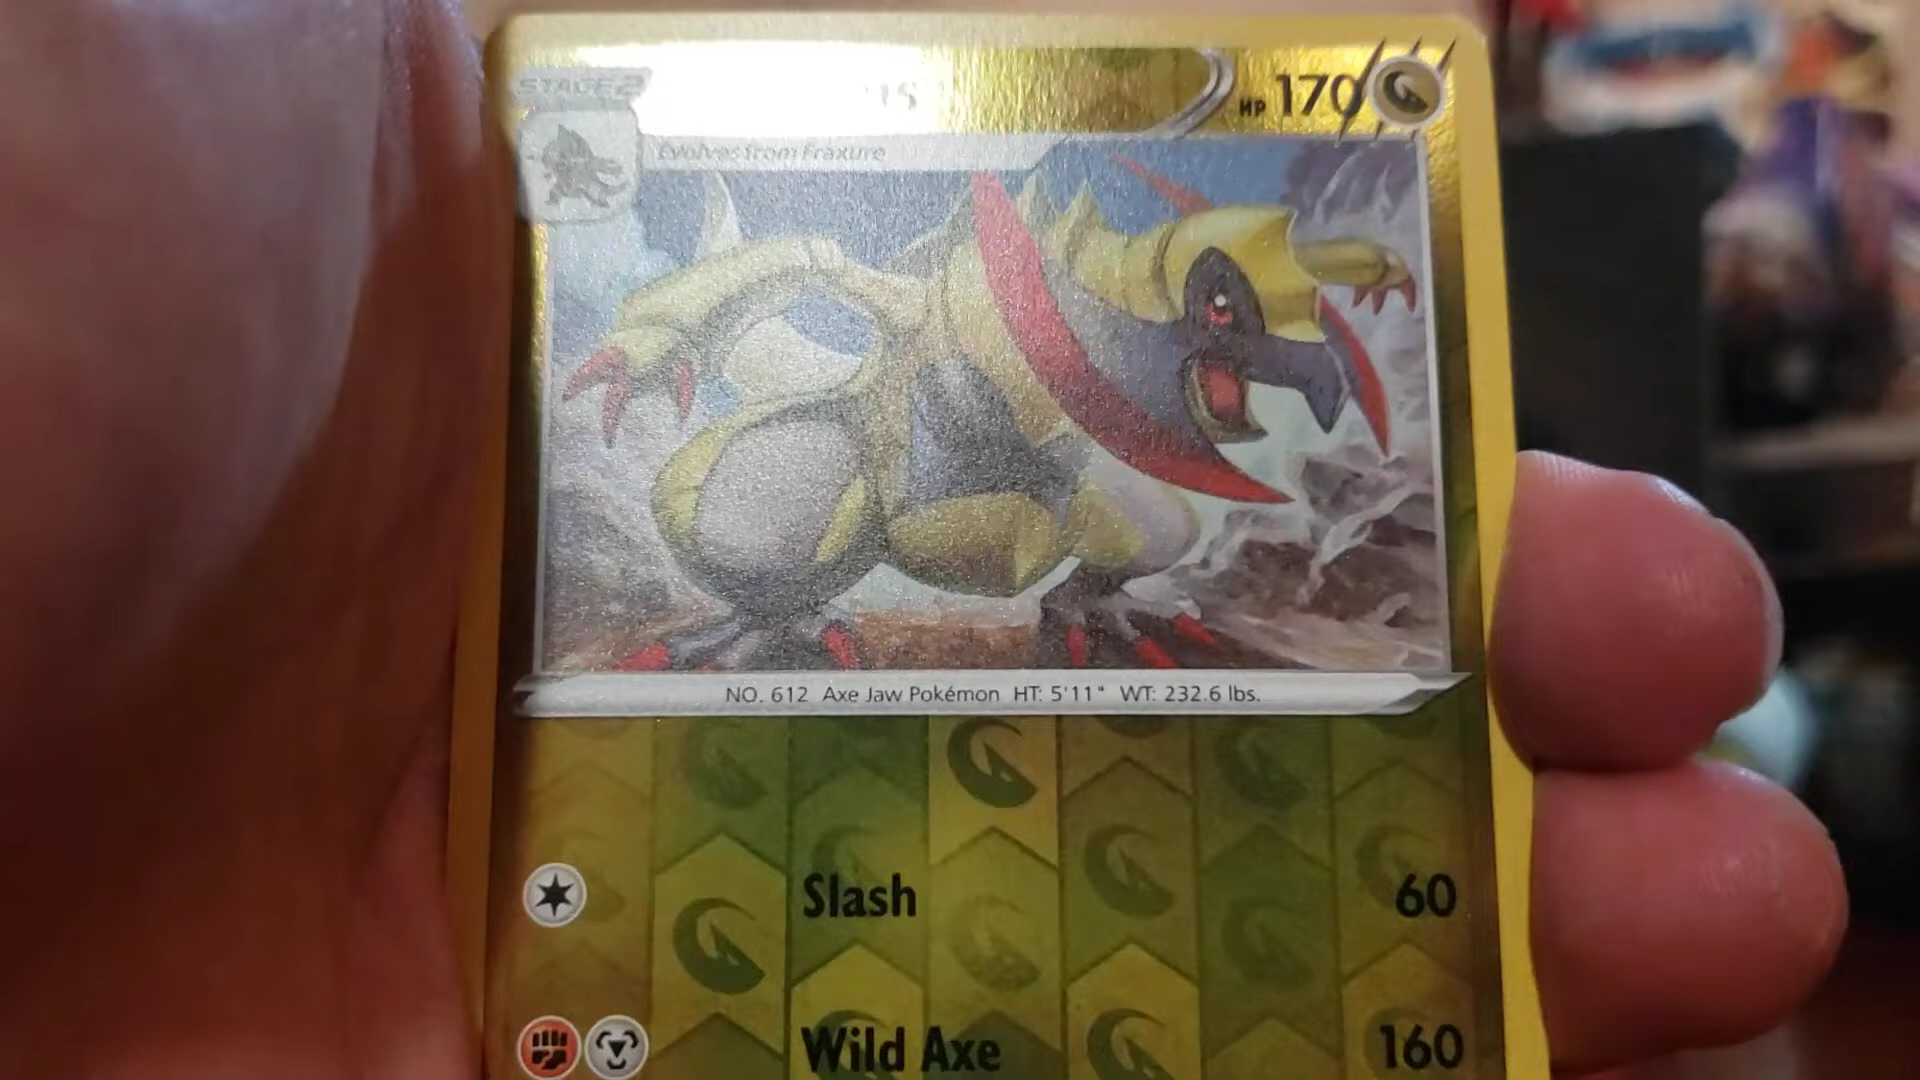 STAGE 2
HP 170
Evolves from Fraxure
NO. 612 Axe Jaw Pokémon HT: 5'11" WT: 232.6 lbs.
Slash 60
Wild Axe 160